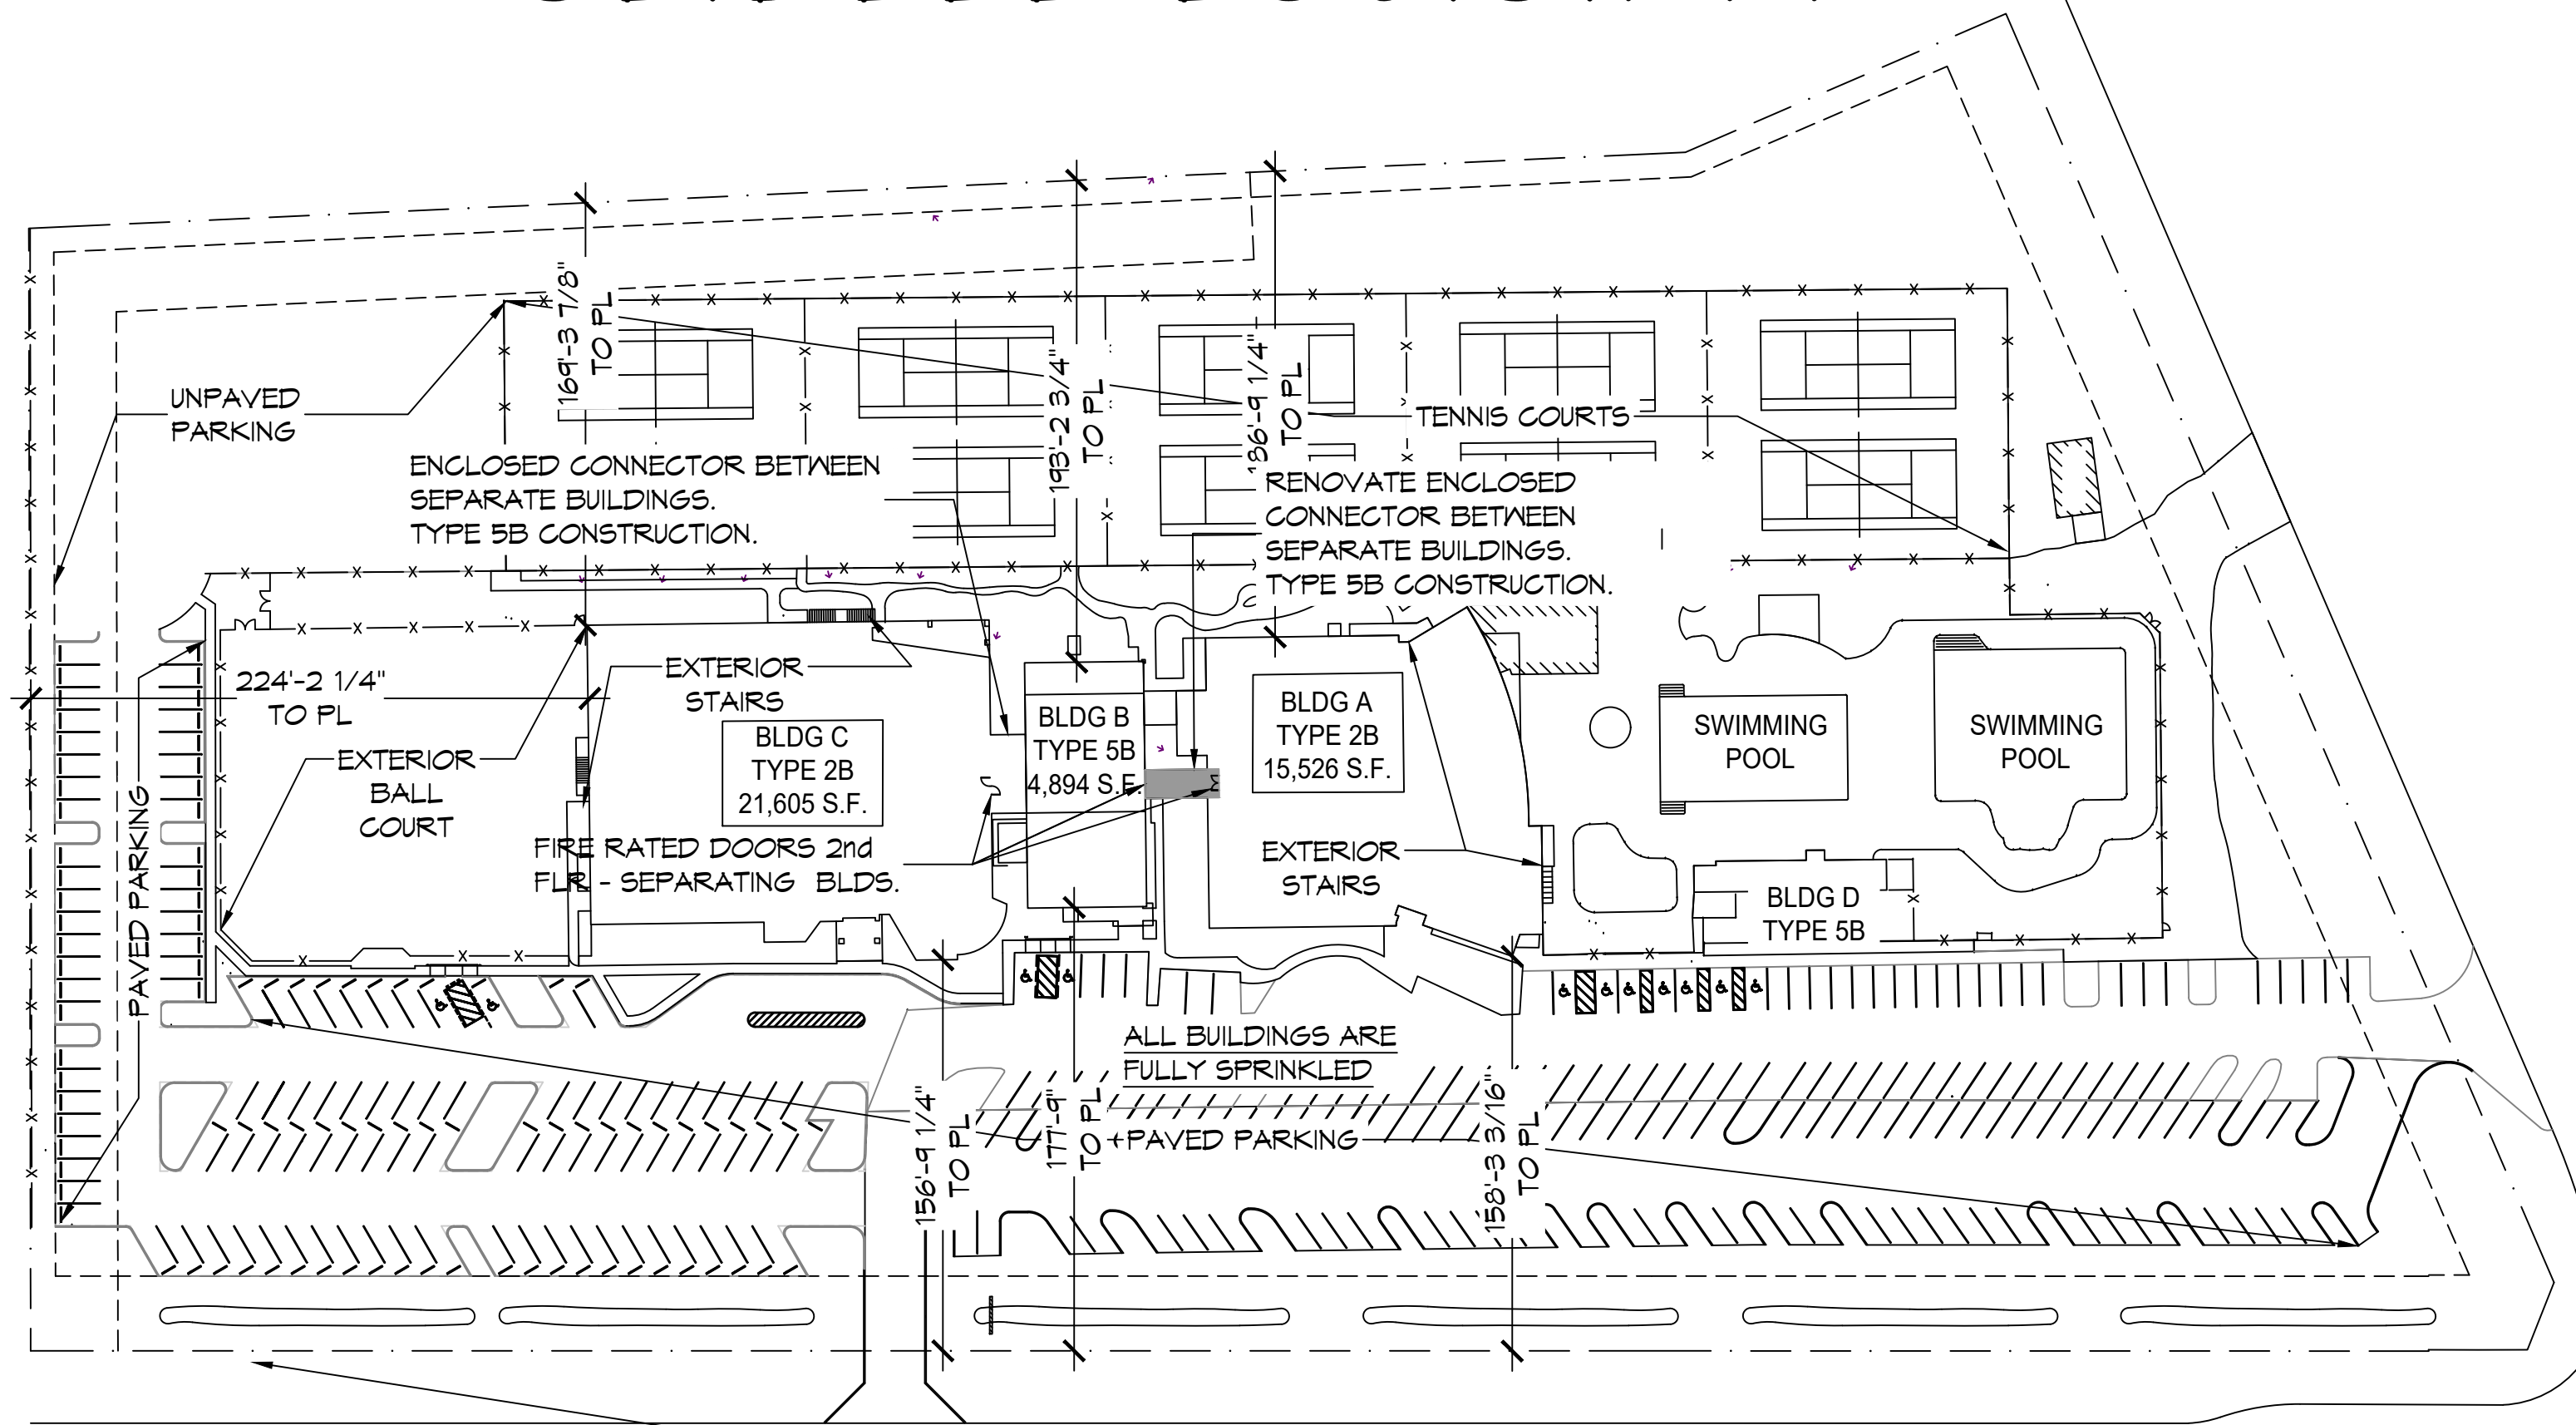 169'-3 7/8"
TO PL
193'-2 3/4"
TO PL
186'-9 1/4"
TO PL
UNPAVED
PARKING
TENNIS COURTS
ENCLOSED CONNECTOR BETWEEN
SEPARATE BUILDINGS.
TYPE 5B CONSTRUCTION.
RENOVATE ENCLOSED
CONNECTOR BETWEEN
SEPARATE BUILDINGS.
TYPE 5B CONSTRUCTION.
224'-2 1/4"
TO PL
EXTERIOR
STAIRS
BLDG C
TYPE 2B
21,605 S.F.
BLDG B
TYPE 5B
4,894 S.F.
BLDG A
TYPE 2B
15,526 S.F.
SWIMMING
POOL
SWIMMING
POOL
EXTERIOR
BALL
COURT
PAVED PARKING
FIRE RATED DOORS 2nd
FLR - SEPARATING BLDS.
EXTERIOR
STAIRS
BLDG D
TYPE 5B
ALL BUILDINGS ARE
FULLY SPRINKLED
PAVED PARKING
156'-9 1/4"
TO PL
177'-9"
TO PL
158'-3 3/16"
TO PL